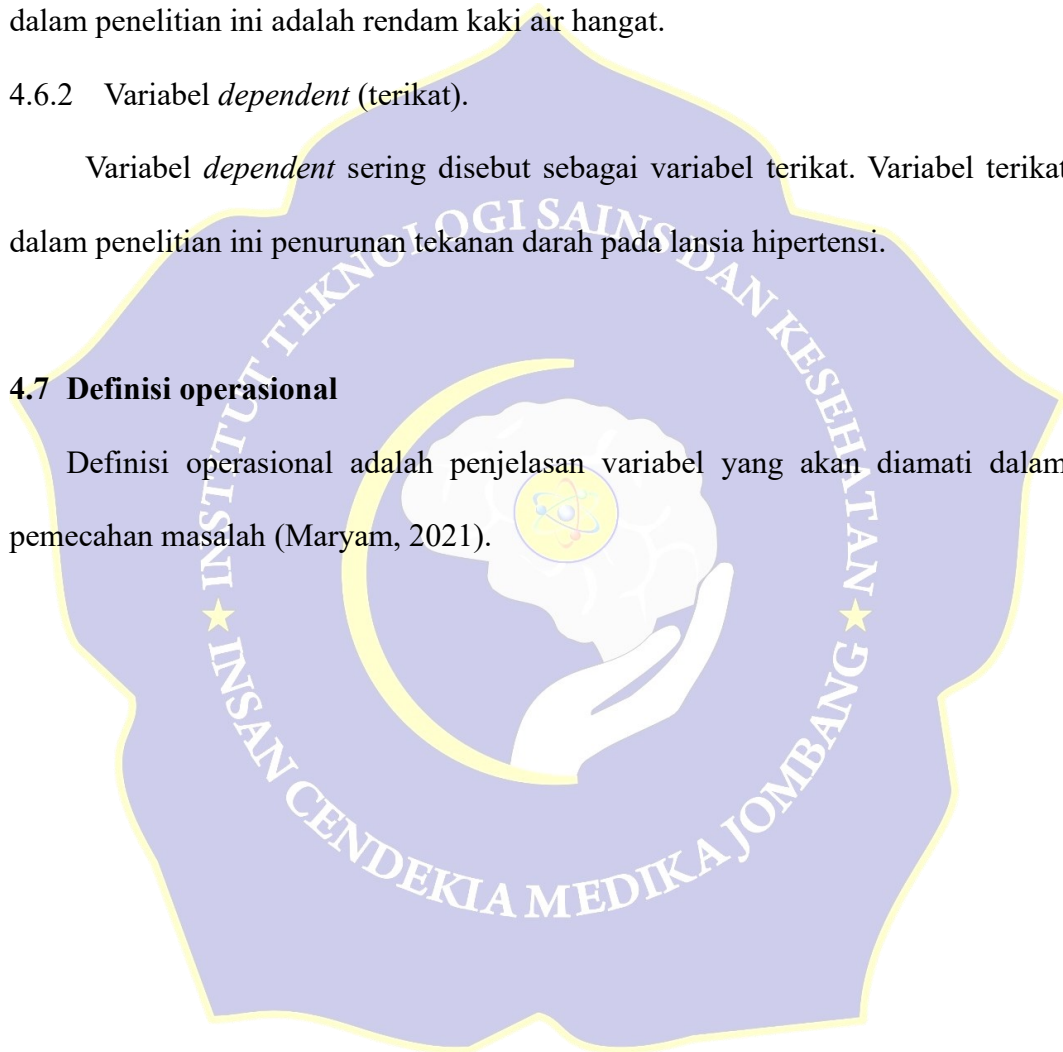 dalam penelitian ini adalah rendam kaki air hangat.
4.6.2 Variabel dependent (terikat).
Variabel dependent sering disebut sebagai variabel terikat. Variabel terikat
dalam penelitian ini penurunan tekanan darah pada lansia hipertensi.
4.7 Definisi operasional
Definisi operasional adalah penjelasan variabel yang akan diamati dalam
pemecahan masalah (Maryam, 2021).
INSTITUT TEKNOLOGI SAINS DAN KESEHATAN
INSAN CENDEKIA MEDIKA JOMBANG